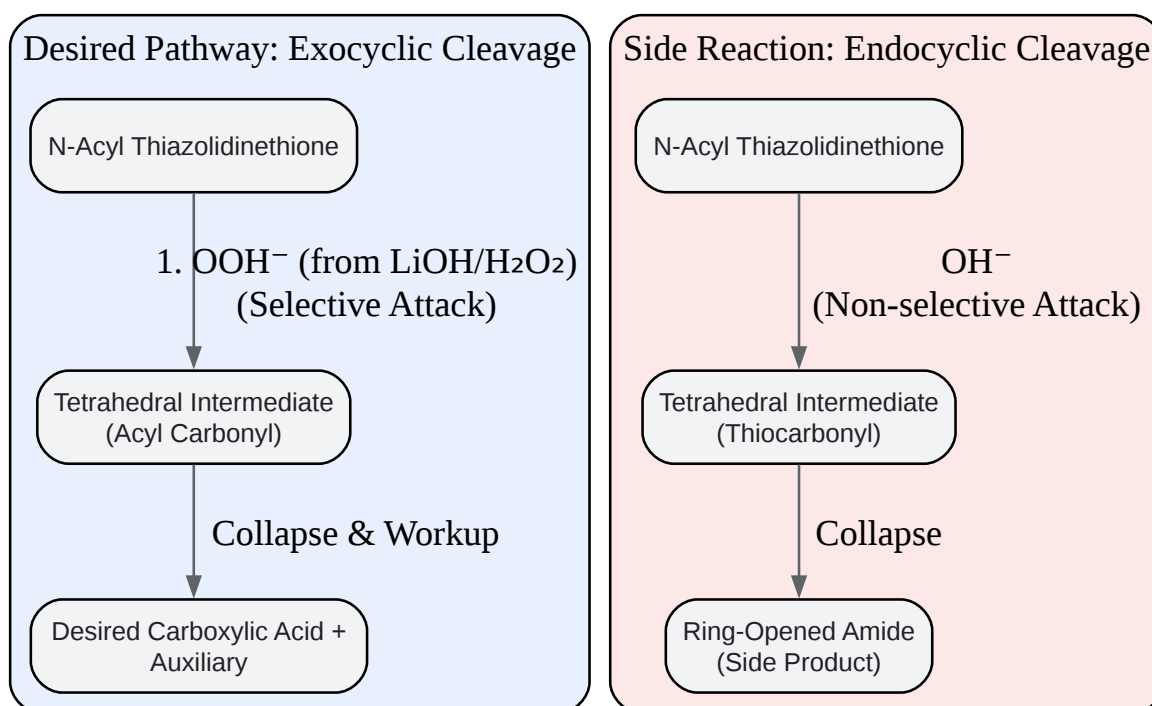 Desired Pathway: Exocyclic Cleavage
N-Acyl Thiazolidinethione
1. OOH⁻ (from LiOH/H₂O₂)
(Selective Attack)
Tetrahedral Intermediate
(Acyl Carbonyl)
Collapse & Workup
Desired Carboxylic Acid +
Auxiliary
Side Reaction: Endocyclic Cleavage
N-Acyl Thiazolidinethione
OH⁻
(Non-selective Attack)
Tetrahedral Intermediate
(Thiocarbonyl)
Collapse
Ring-Opened Amide
(Side Product)